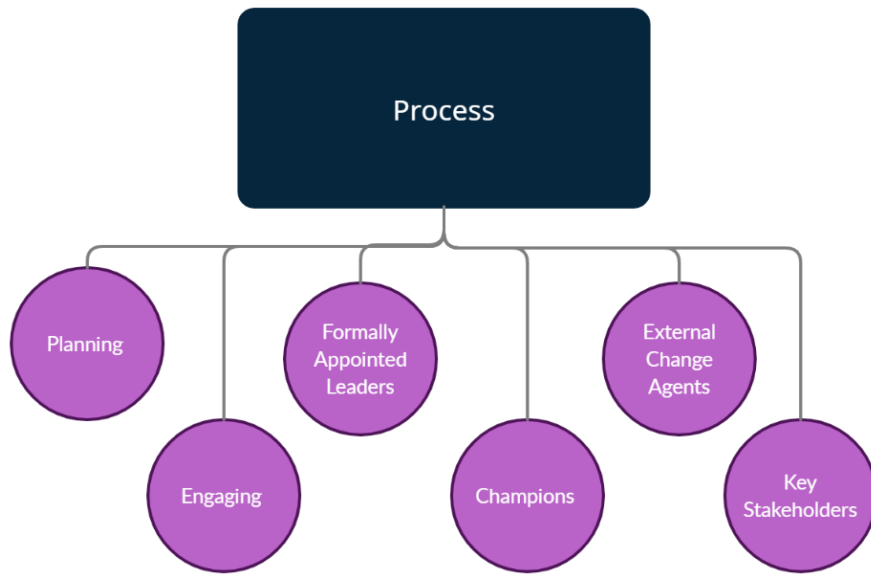 Process
Planning
Formally
Appointed
Leaders
External
Change
Agents
Engaging
Champions
Key
Stakeholders